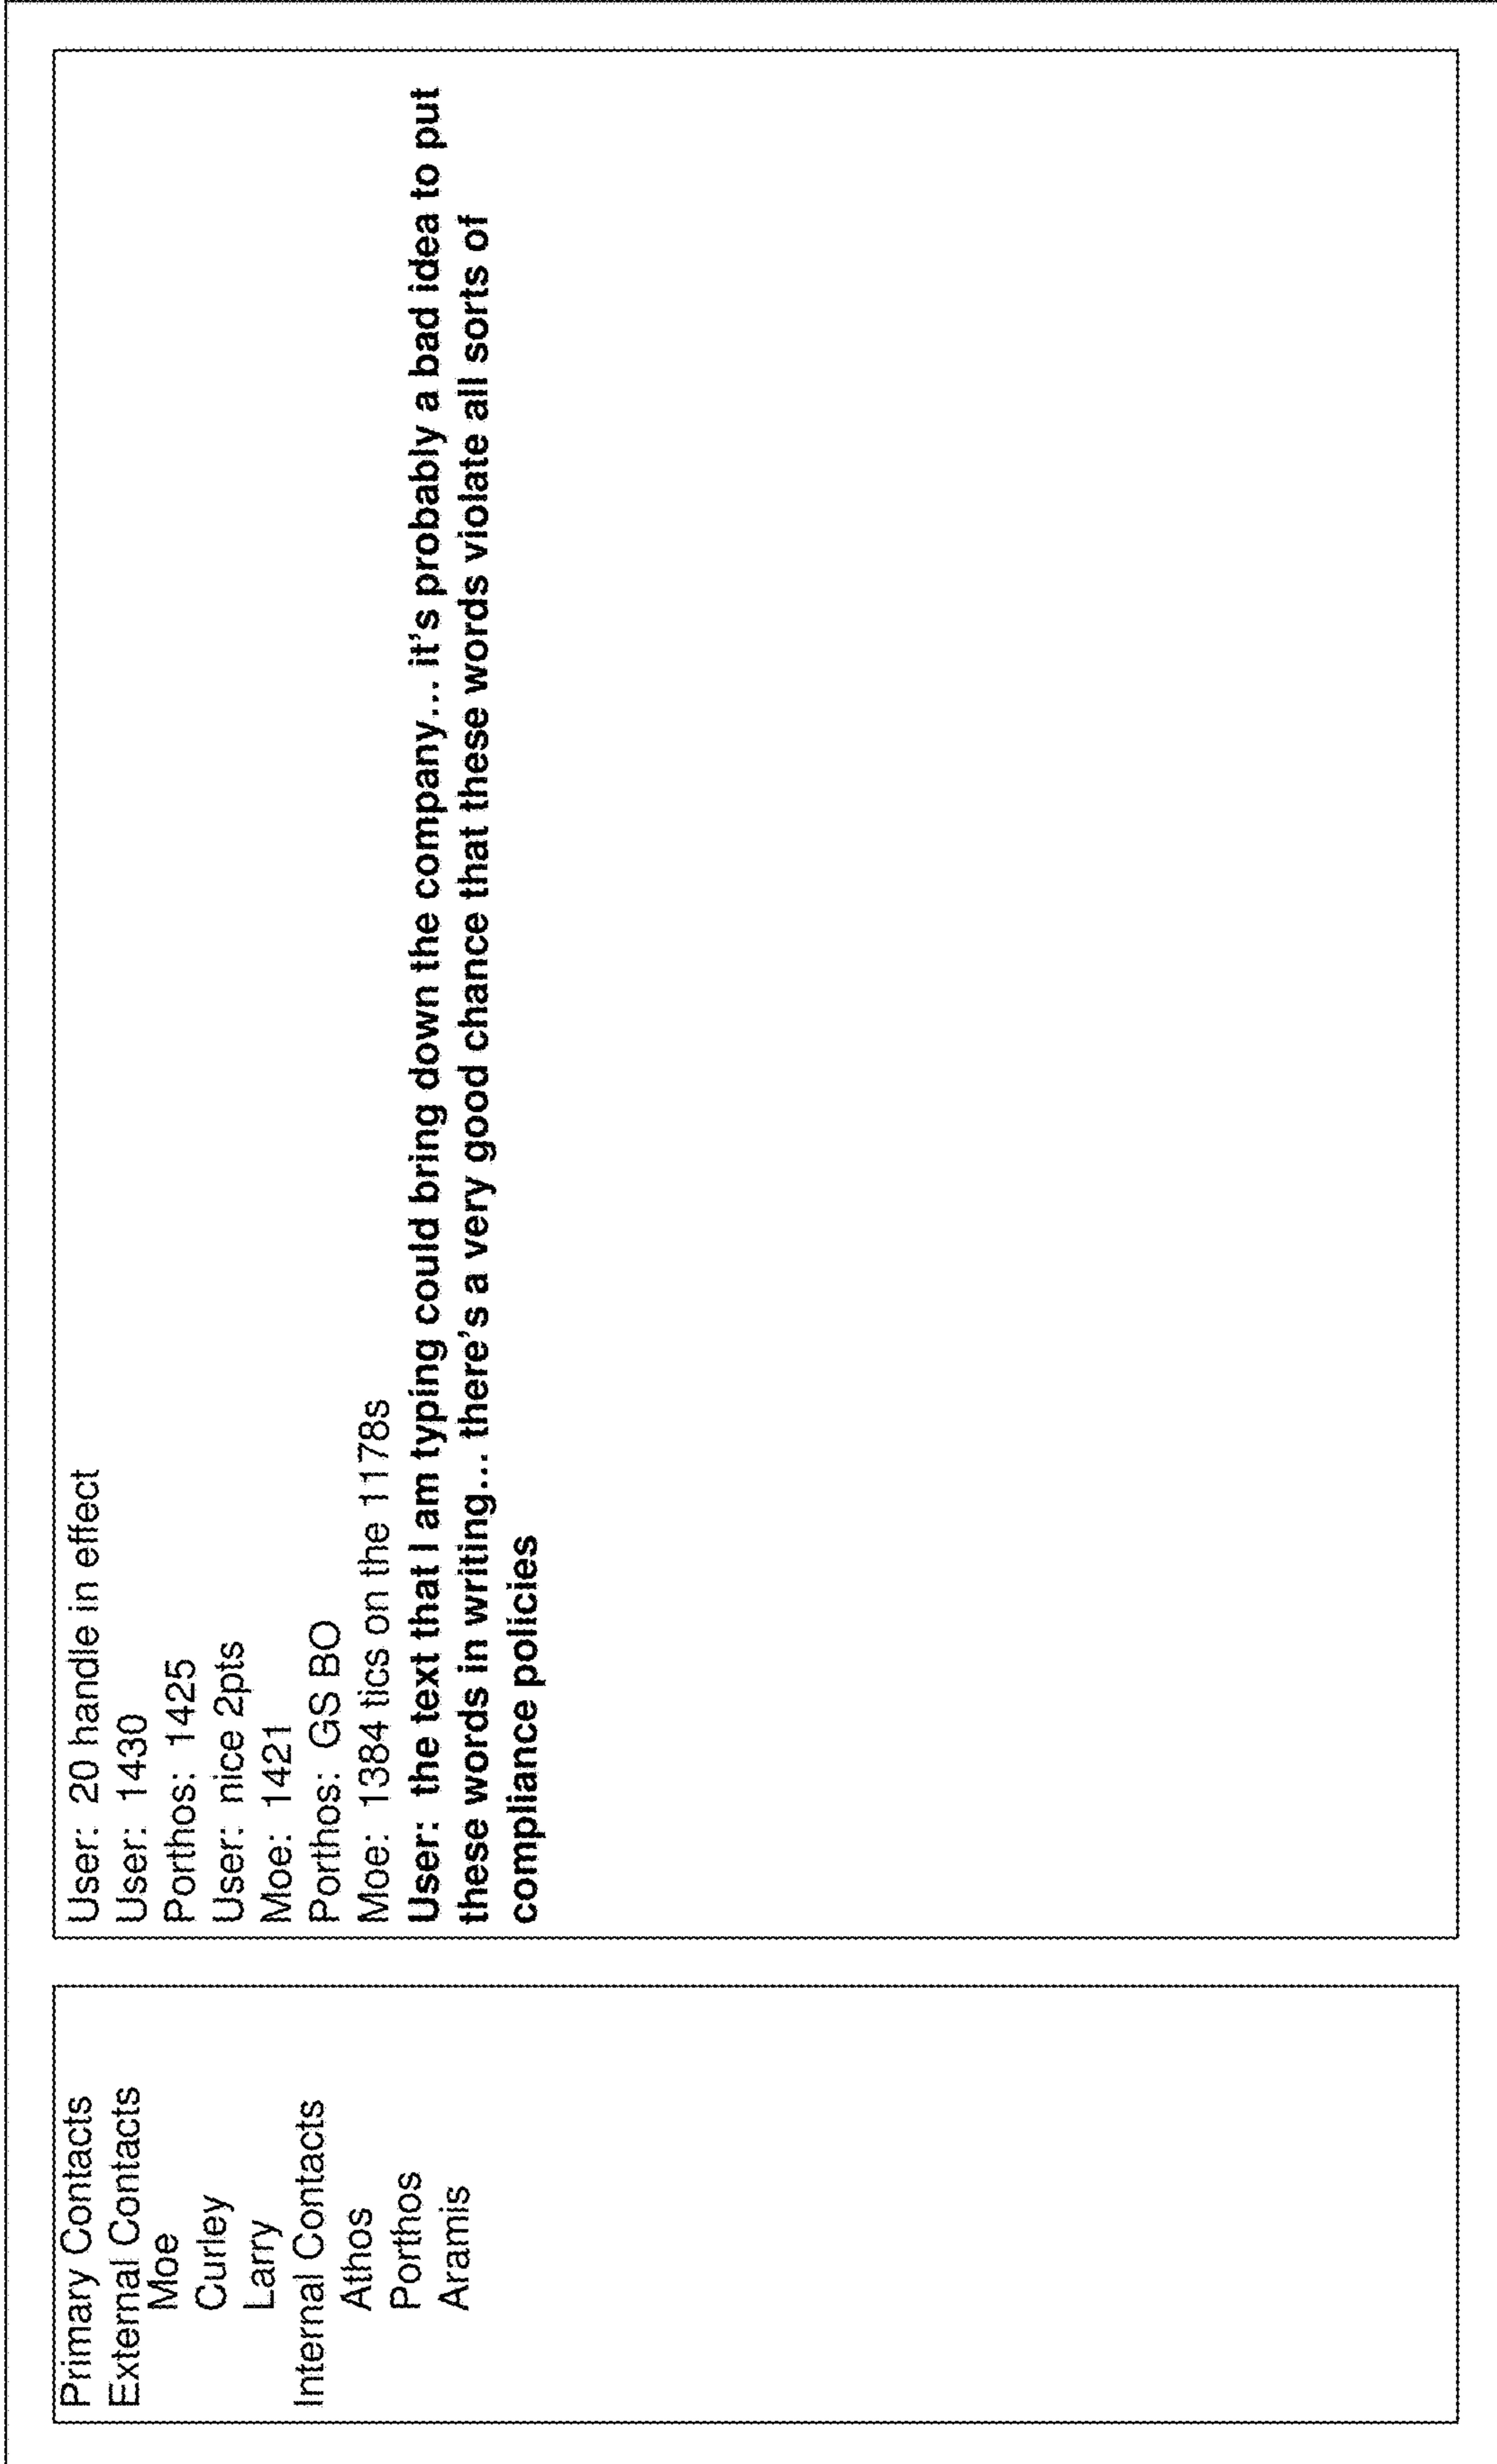 Primary Contacts
External Contacts
Moe
Curley
Larry
Internal Contacts
Athos
Porthos
Aramis
User: 20 handle in effect
User: 1430
Porthos: 1425
User: nice 2pts
Moe: 1421
Porthos: GS BO
Moe: 1384 tics on the 1178s
User: the text that I am typing could bring down the company... it's probably a bad idea to put
these words in writing... there's a very good chance that these words violate all sorts of
compliance policies